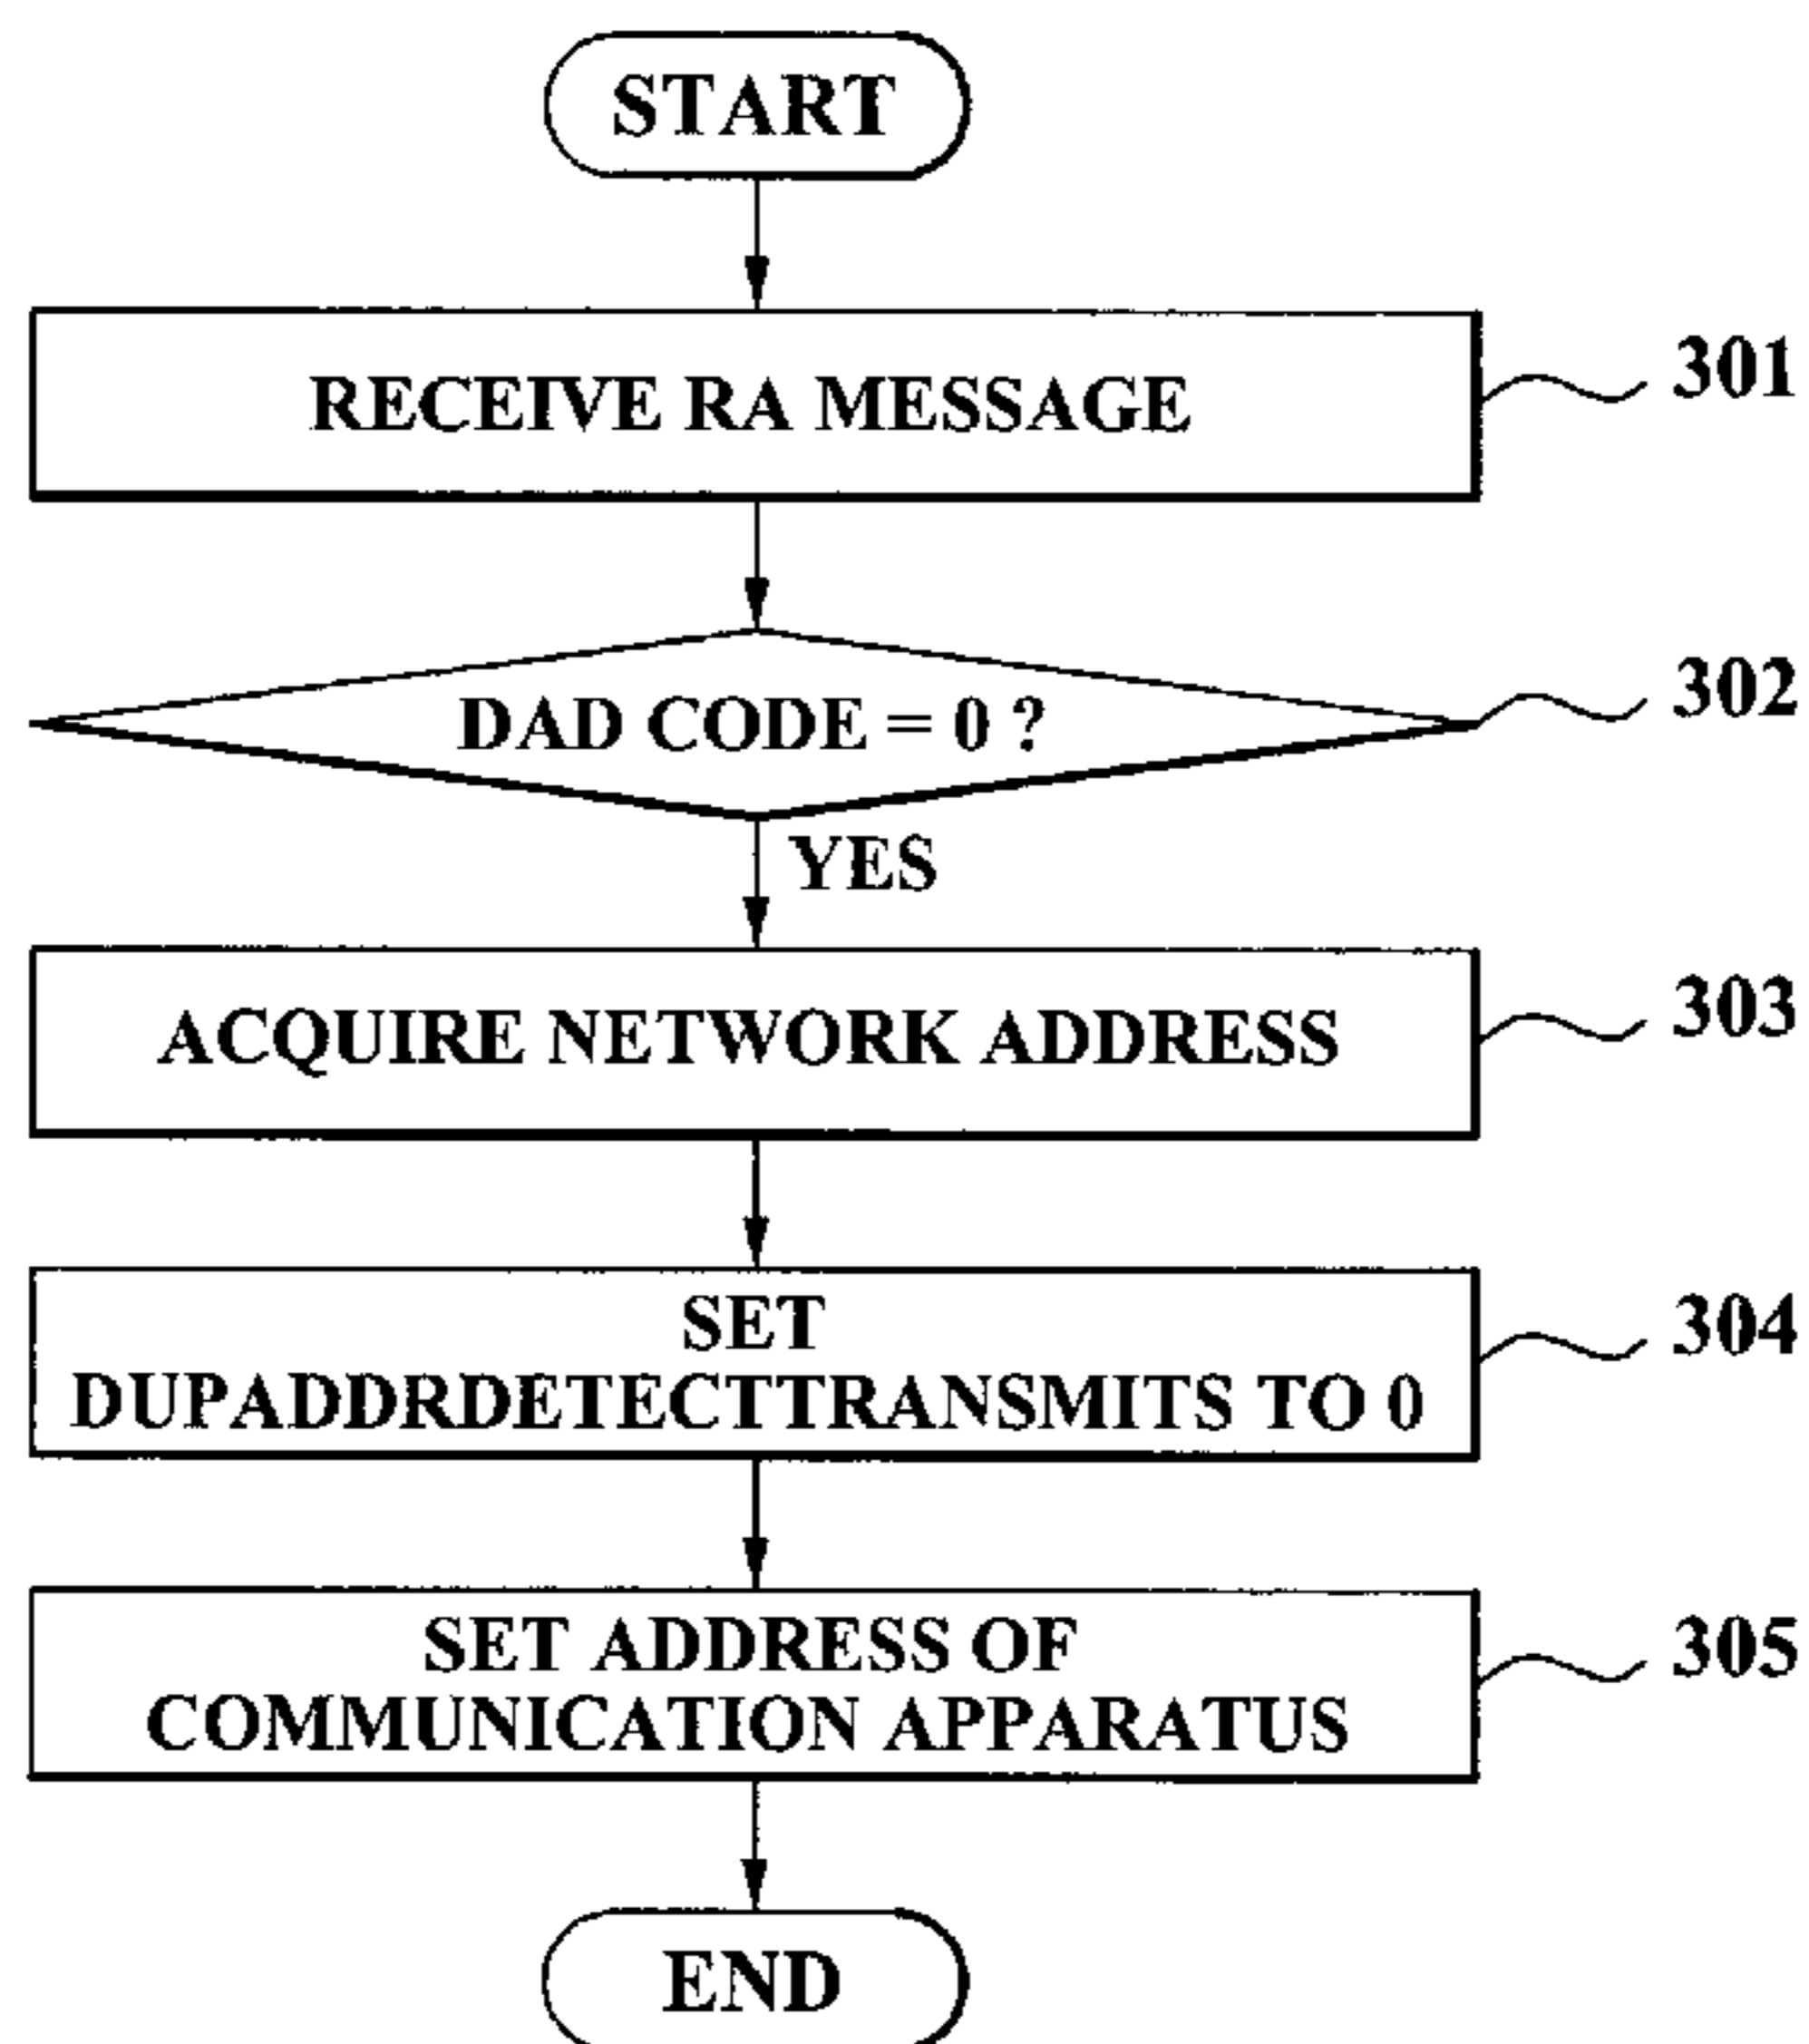 START
RECEIVE RA MESSAGE
301
DAD CODE = 0 ?
302
YES
ACQUIRE NETWORK ADDRESS
303
SET
DUPADDRDETECTTRANSMITS TO 0
304
SET ADDRESS OF
COMMUNICATION APPARATUS
305
END